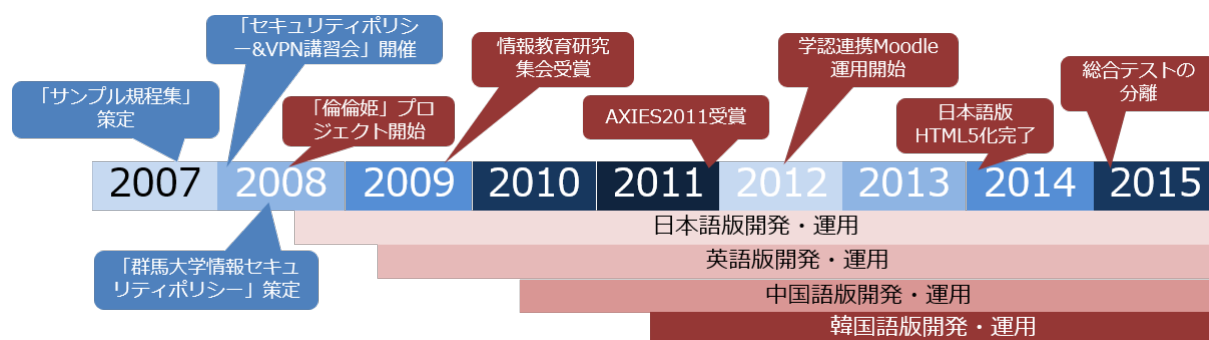 「セキュリティポリシ
ー&VPN講習会」開催
情報教育研究
集会受賞
学認連携Moodle
運用開始
総合テストの
分離
「サンプル規程集」
策定
「倫倫姫」プロ
ジェクト開始
AXIES2011受賞
日本語版
HTML5化完了
2007 2008 2009 2010 2011 2012 2013 2014 2015
日本語版開発・運用
英語版開発・運用
「群馬大学情報セキュ
リティポリシー」策定
中国語版開発・運用
韓国語版開発・運用